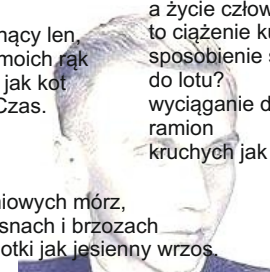 nący len,
moich rąk
jak kot
Czas.
niowych mórz,
snach i brzozach
otki jak jesienny wrzos.
a życie człow
to ciążenie ku
sposobienie s
do lotu?
wyciąganie d
ramion
kruchych jak